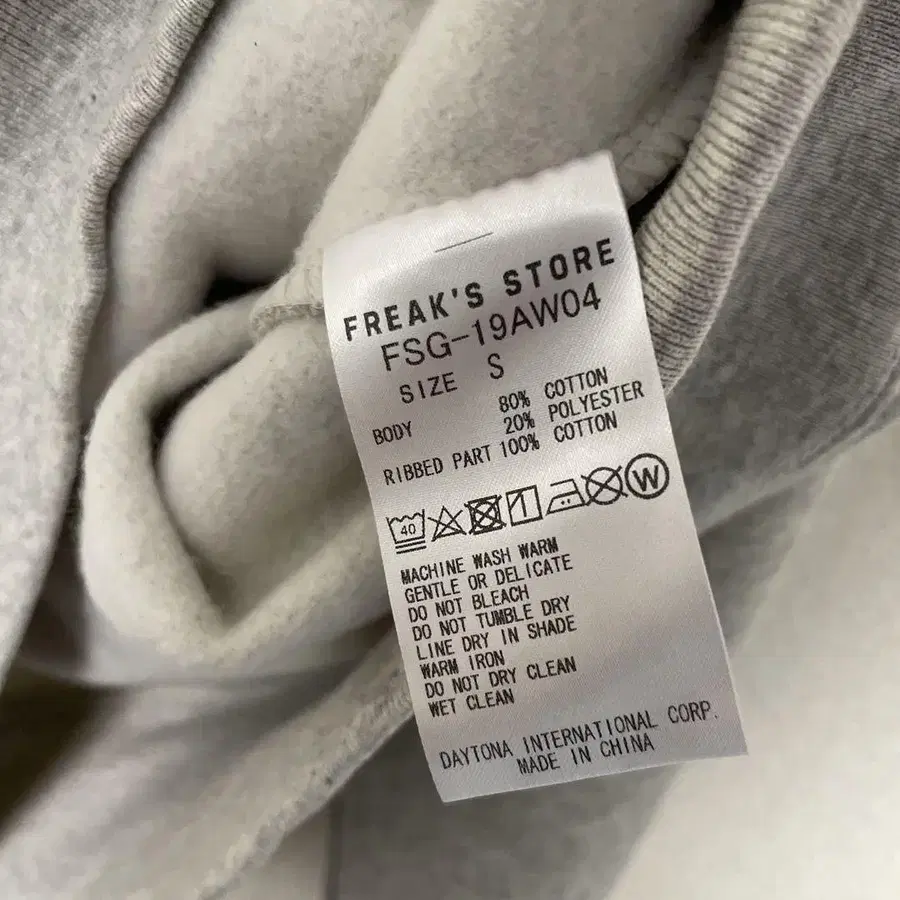 FREAK'S STORE
FSG-19AW04
SIZE S
BODY 80% COTTON
20% POLYESTER
RIBBED PART 100% COTTON
40 W
MACHINE WASH WARM
GENTLE OR DELICATE
DO NOT BLEACH
DO NOT TUMBLE DRY
LINE DRY IN SHADE
WARM IRON
DO NOT DRY CLEAN
WET CLEAN
DAYTONA INTERNATIONAL CORP.
MADE IN CHINA